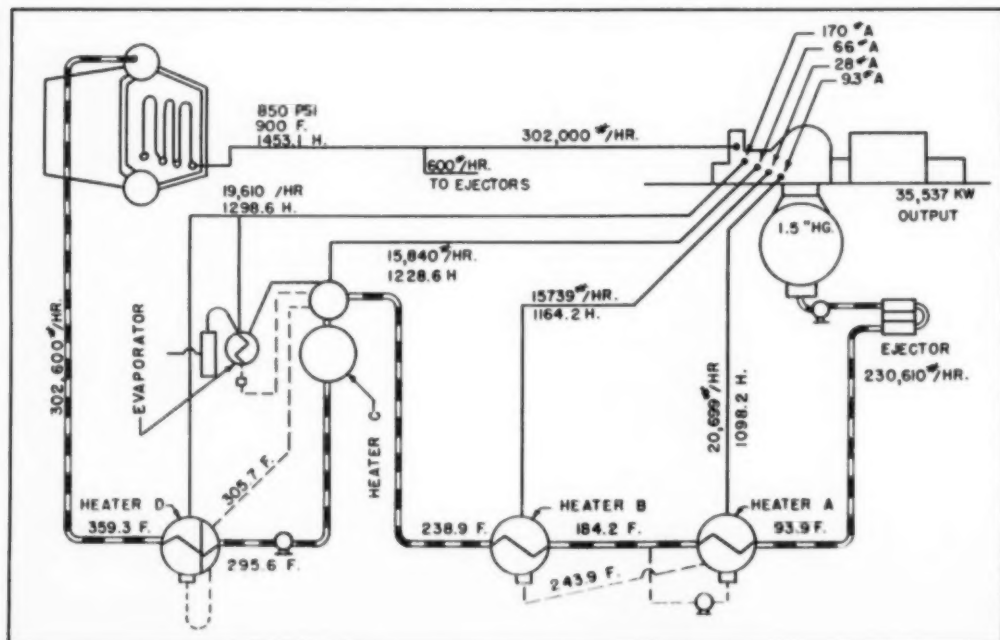 170 #A
66 #A
28 #A
9.3 #A
850 PSI
900 F.
1453.1 H.
302,000 #/HR.
600 #/HR.
TO EJECTORS
35,537 KW
OUTPUT
19,610 /HR
1298.6 H.
1.5 "HG.
15,840 #/HR.
1228.6 H
15739 #/HR.
1164.2 H.
EJECTOR
230,610 #/HR.
302,600 #/HR.
EVAPORATOR
HEATER C
20,699 #/HR
1098.2 H.
305.7 F.
HEATER D
359.3 F.
295.6 F.
238.9 F.
HEATER B
184.2 F.
HEATER A
93.9 F.
243.9 F.